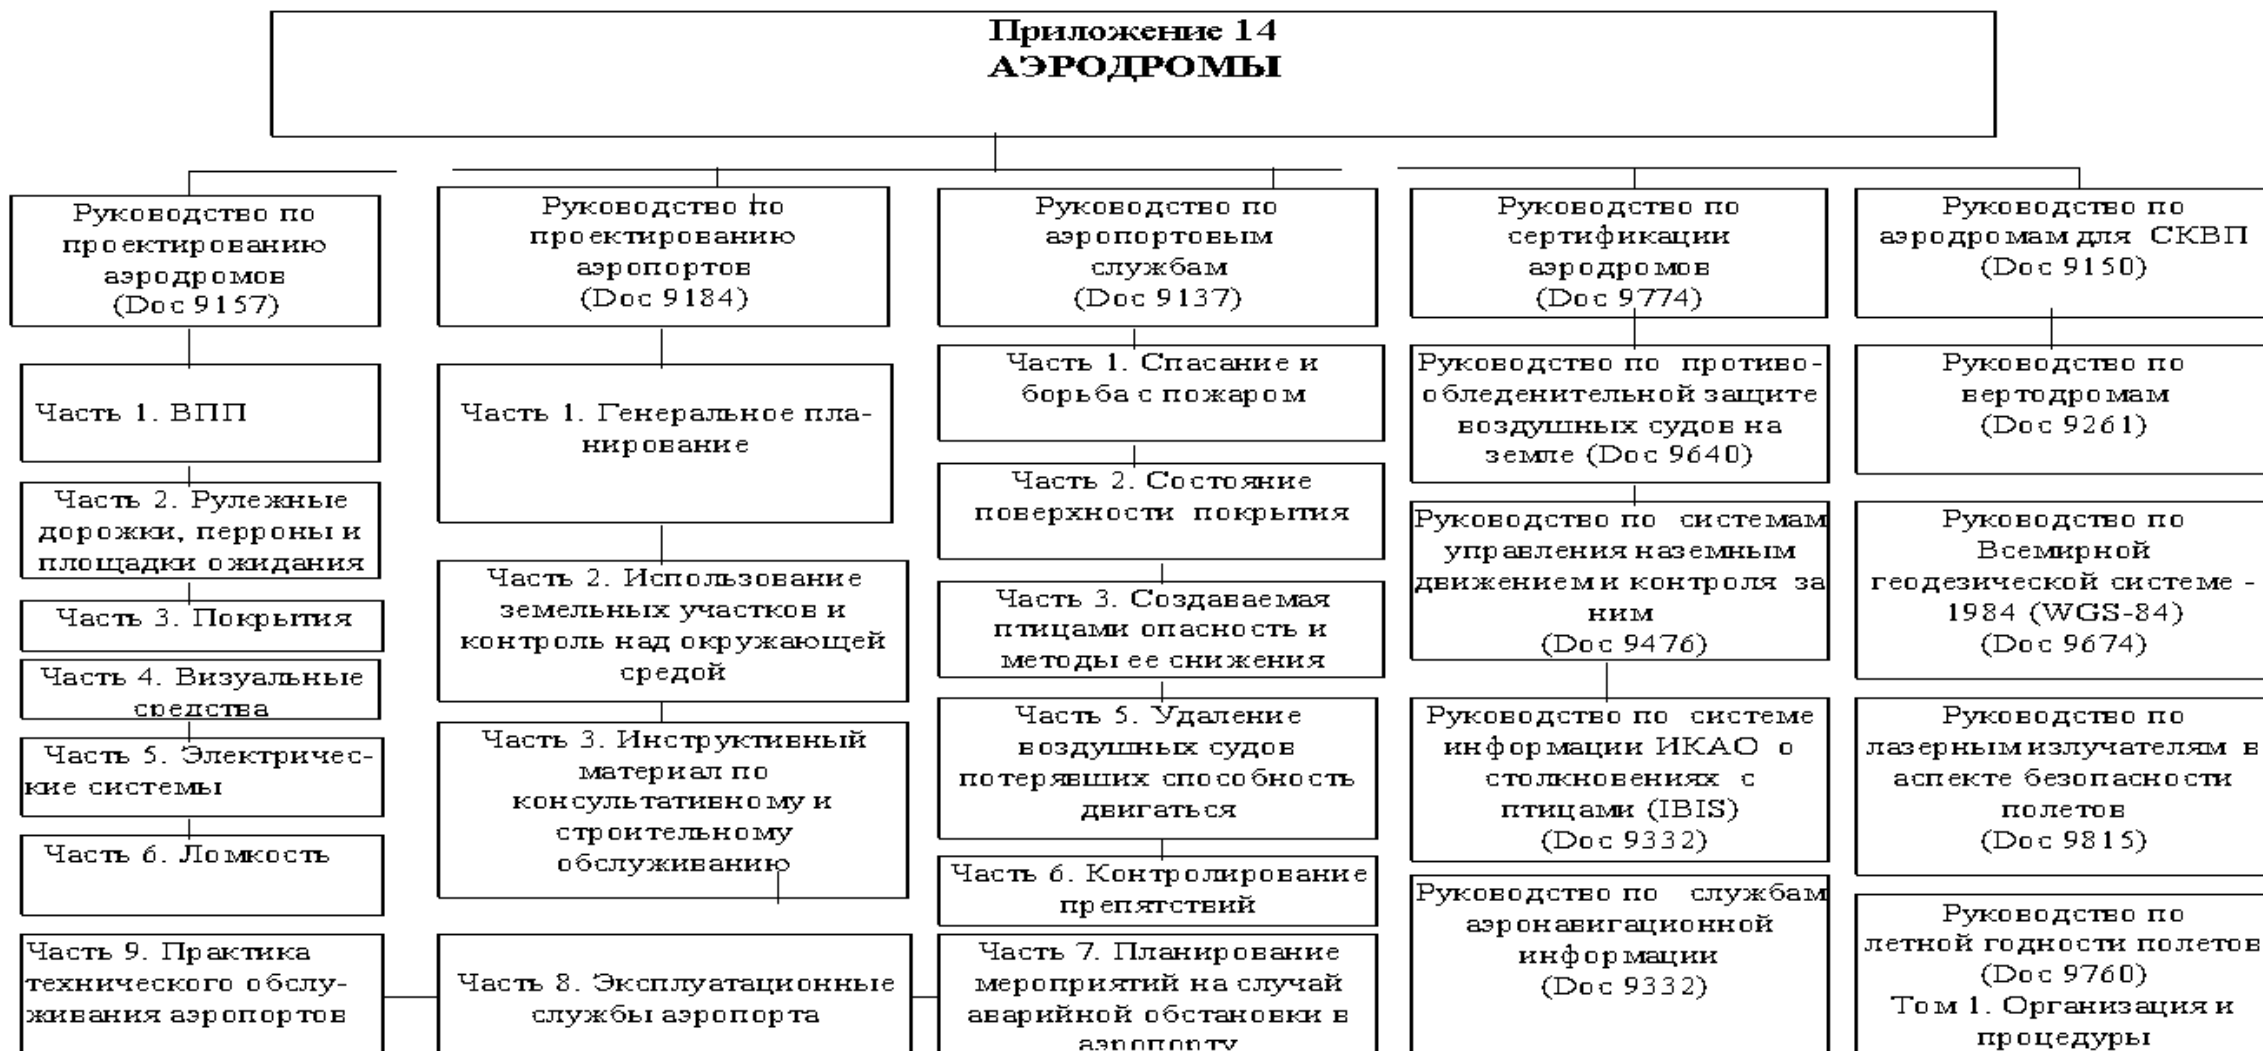 Приложение 14
АЭРОДРОМЫ
Руководство по
проектированию
аэродромов
(Doc 9157)
Часть 1. ВПП
Часть 2. Рулежные
дорожки, перроны и
площадки ожидания
Часть 3. Покрытия
Часть 4. Визуальные
средства
Часть 5. Электричес-
кие системы
Часть 6. Ломкость
Часть 9. Практика
технического обслу-
живания аэропортов
Руководство по
проектированию
аэропортов
(Doc 9184)
Часть 1. Генеральное пла-
нирование
Часть 2. Использование
земельных участков и
контроль над окружающей
средой
Часть 3. Инструктивный
материал по
консультативному и
строительному
обслуживанию
Часть 8. Эксплуатационные
службы аэропорта
Руководство по
аэропортовым
службам
(Doc 9137)
Часть 1. Спасание и
борьба с пожаром
Часть 2. Состояние
поверхности покрытия
Часть 3. Создаваемая
птицами опасность и
методы ее снижения
Часть 5. Удаление
воздушных судов
потерявших способность
двигаться
Часть 6. Контролирование
препятствий
Часть 7. Планирование
мероприятий на случай
аварийной обстановки в
аэропорту
Руководство по
сертификации
аэродромов
(Doc 9774)
Руководство по противо-
обледенительной защите
воздушных судов на
земле (Doc 9640)
Руководство по системам
управления наземным
движением и контроля за
ним
(Doc 9476)
Руководство по системе
информации ИКАО о
столкновениях с
птицами (IBIS)
(Doc 9332)
Руководство по службам
аэронавигационной
информации
(Doc 9332)
Руководство по
аэродромам для СКВП
(Doc 9150)
Руководство по
вертодромам
(Doc 9261)
Руководство по
Всемирной
геодезической системе -
1984 (WGS-84)
(Doc 9674)
Руководство по
лазерным излучателям в
аспекте безопасности
полетов
(Doc 9815)
Руководство по
летной годности полетов
(Doc 9760)
Том 1. Организация и
процедуры